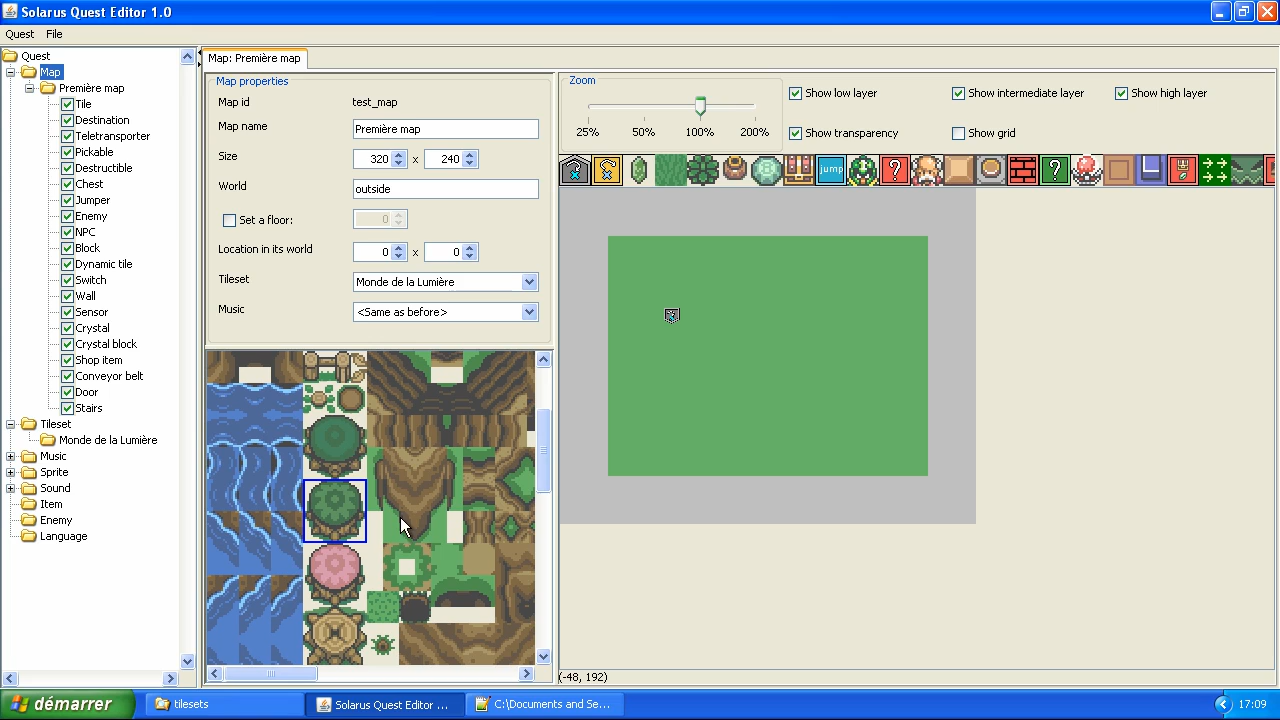 Solarus Quest Editor 1.0
Quest File
Quest
Map
Première map
Tile
Destination
Teletransporter
Pickable
Destructible
Chest
Jumper
Enemy
NPC
Block
Dynamic tile
Switch
Wall
Sensor
Crystal
Crystal block
Shop item
Conveyor belt
Door
Stairs
Tileset
Monde de la Lumière
Music
Sprite
Sound
Item
Enemy
Language
Map: Première map
Map properties
Map id test_map
Map name Première map
Size 320 x 240
World outside
Set a floor: 0
Location in its world 0 x 0
Tileset Monde de la Lumière
Music <Same as before>
Zoom
25% 50% 100% 200%
Show low layer Show intermediate layer Show high layer
Show transparency Show grid
jump ? ?
(-48, 192)
démarrer tilesets Solarus Quest Editor ... C:\Documents and Se... 17:09